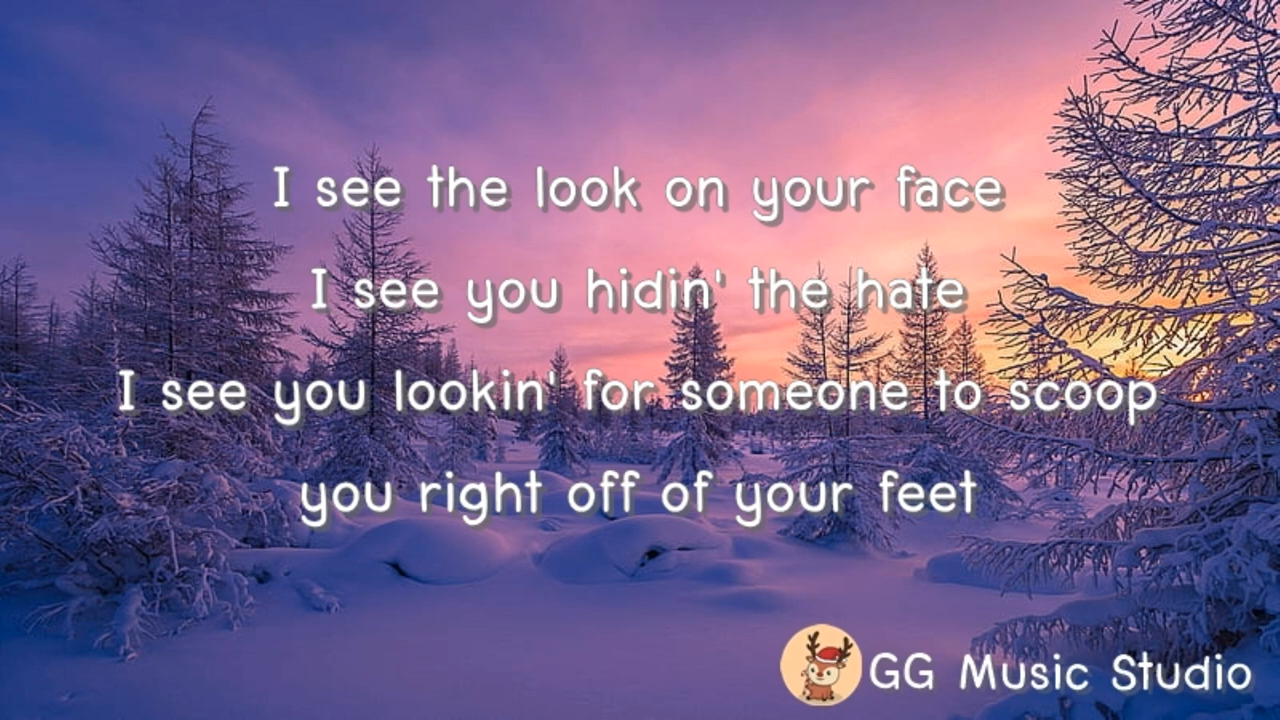 I see the look on your face
I see you hidin' the hate
I see you lookin' for someone to scoop
you right off of your feet
GG Music Studio